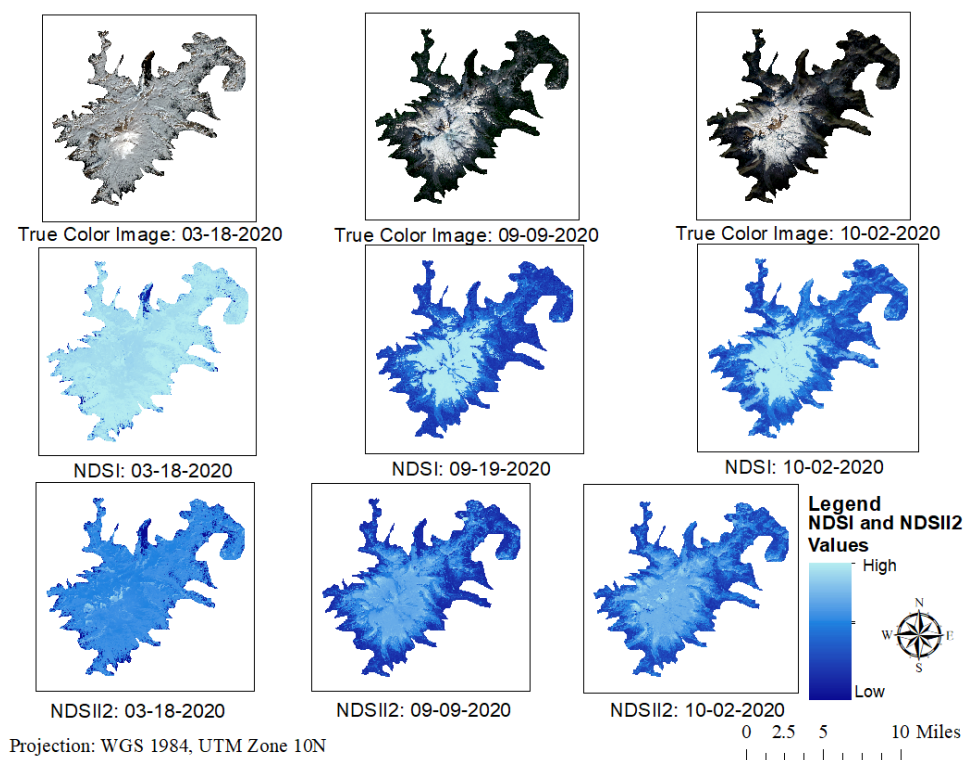 True Color Image: 03-18-2020
True Color Image: 09-09-2020
True Color Image: 10-02-2020
NDSI: 03-18-2020
NDSI: 09-19-2020
NDSI: 10-02-2020
NDSII2: 03-18-2020
NDSII2: 09-09-2020
NDSII2: 10-02-2020
Legend
NDSI and NDSII2
Values
High
Low
N
W E
S
Projection: WGS 1984, UTM Zone 10N
0 2.5 5 10 Miles